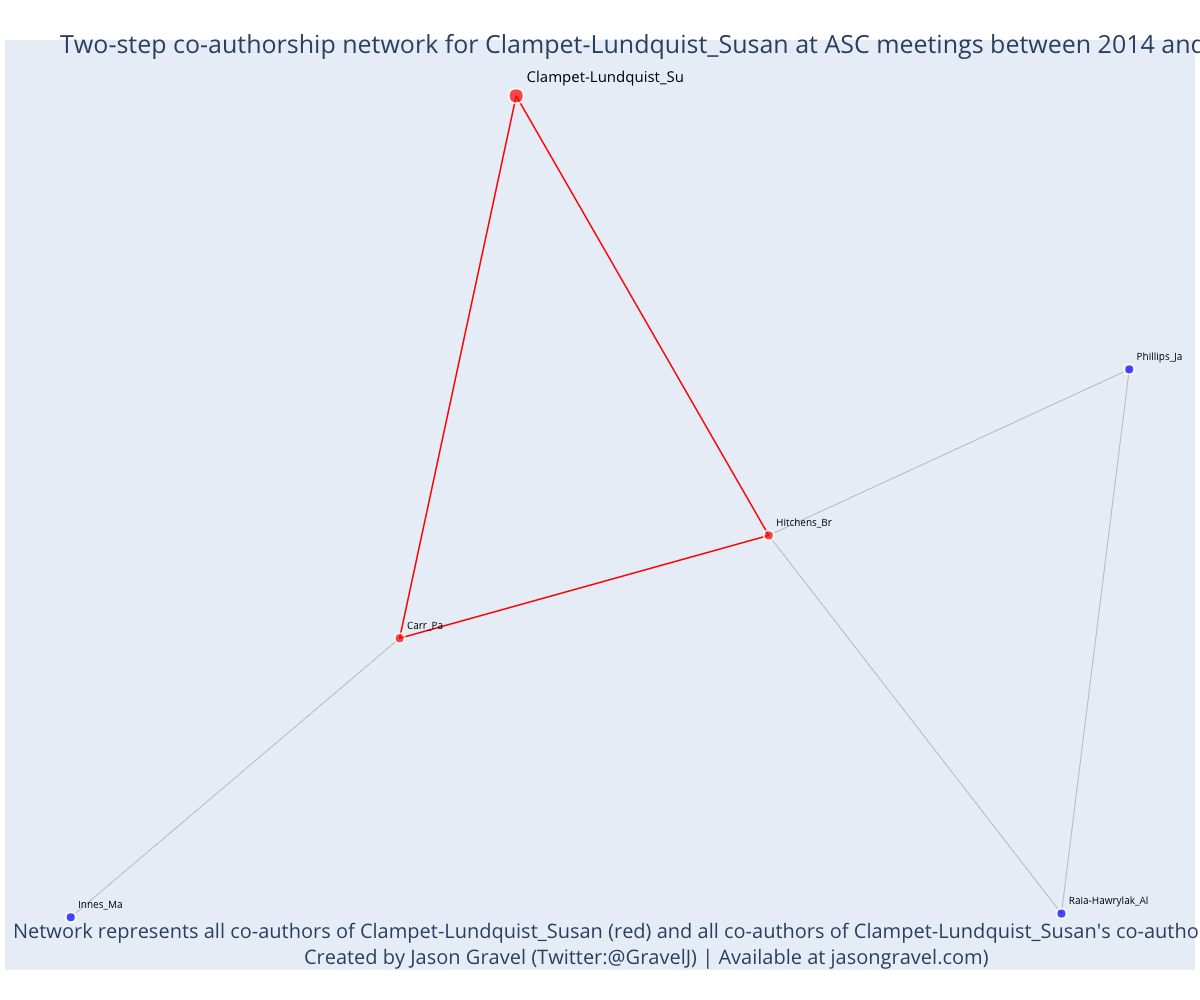 Two-step co-authorship network for Clampet-Lundquist_Susan at ASC meetings between 2014 and
Clampet-Lundquist_Su
Phillips_Ja
Hitchens_Br
Carr_Pa
Raia-Hawrylak_Al
Innes_Ma
Network represents all co-authors of Clampet-Lundquist_Susan (red) and all co-authors of Clampet-Lundquist_Susan's co-autho
Created by Jason Gravel (Twitter:@GravelJ) | Available at jasongravel.com)